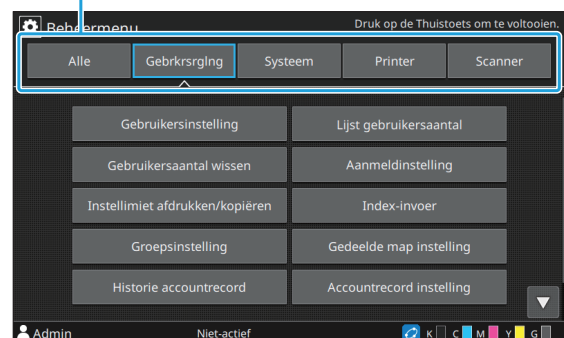 Beheermenu Druk op de Thuistoets om te voltooien.
Alle Gebrkrsrglng Systeem Printer Scanner
Gebruikersinstelling Lijst gebruikersaantal
Gebruikersaantal wissen Aanmeldinstelling
Instellimiet afdrukken/kopiëren Index-invoer
Groepsinstelling Gedeelde map instelling
Historie accountrecord Accountrecord instelling
Admin Niet-actief K C M Y G